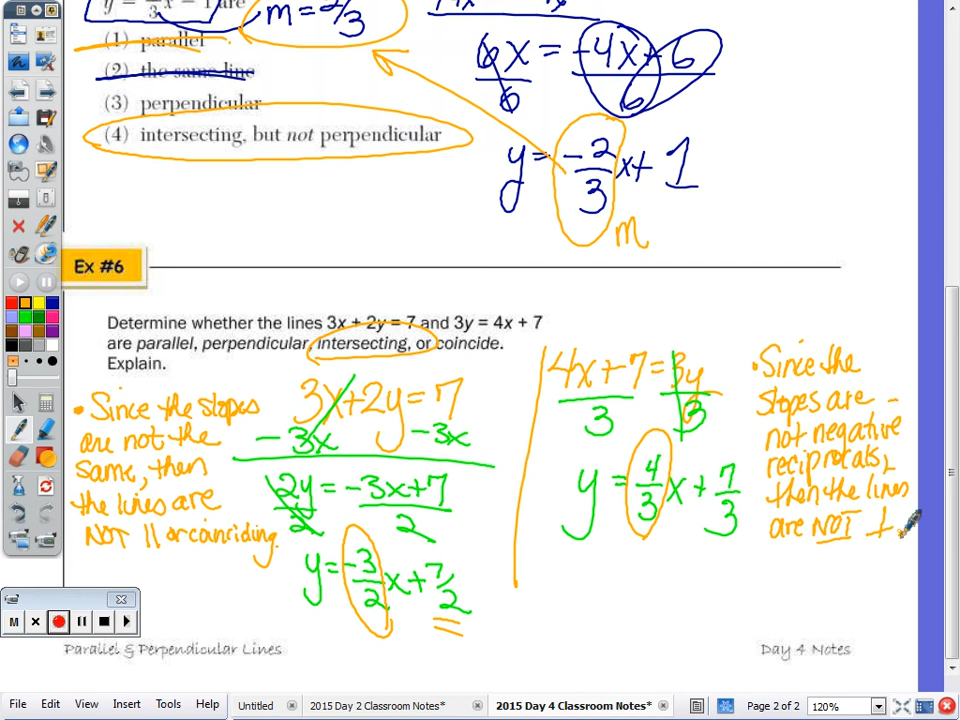 y = 2/3 x - 1 are
m = 2/3
(1) parallel
(2) the same line
(3) perpendicular
(4) intersecting, but not perpendicular
6x = -4x + 6
6 6
y = -2/3 x + 1
m
Ex #6
Determine whether the lines 3x + 2y = 7 and 3y = 4x + 7
are parallel, perpendicular, intersecting, or coincide.
Explain.
• Since the slopes
are not the
same, then
the lines are
NOT || or coinciding.
3x + 2y = 7
- 3x -3x
2y = -3x + 7
2 2
y = -3/2 x + 7/2
4x + 7 = 3y
3 3
y = 4/3 x + 7/3
• Since the
slopes are
not negative
reciprocals,
then the lines
are NOT ⊥.
M
Parallel & Perpendicular Lines
Day 4 Notes
File Edit View Insert Tools Help
Untitled
2015 Day 2 Classroom Notes*
2015 Day 4 Classroom Notes*
Page 2 of 2
120%